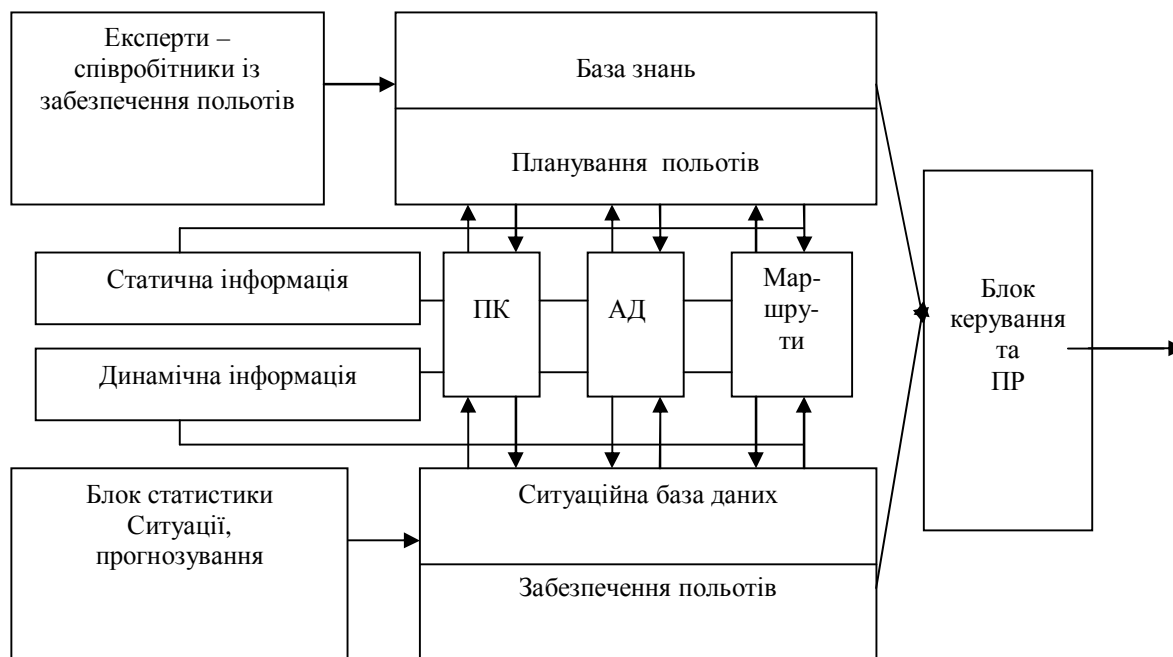 Експерти –
співробітники із
забезпечення польотів
База знань
Планування польотів
Статична інформація
Динамічна інформація
ПК
АД
Мар-
шру-
ти
Блок
керування
та
ПР
Блок статистики
Ситуації,
прогнозування
Ситуаційна база даних
Забезпечення польотів